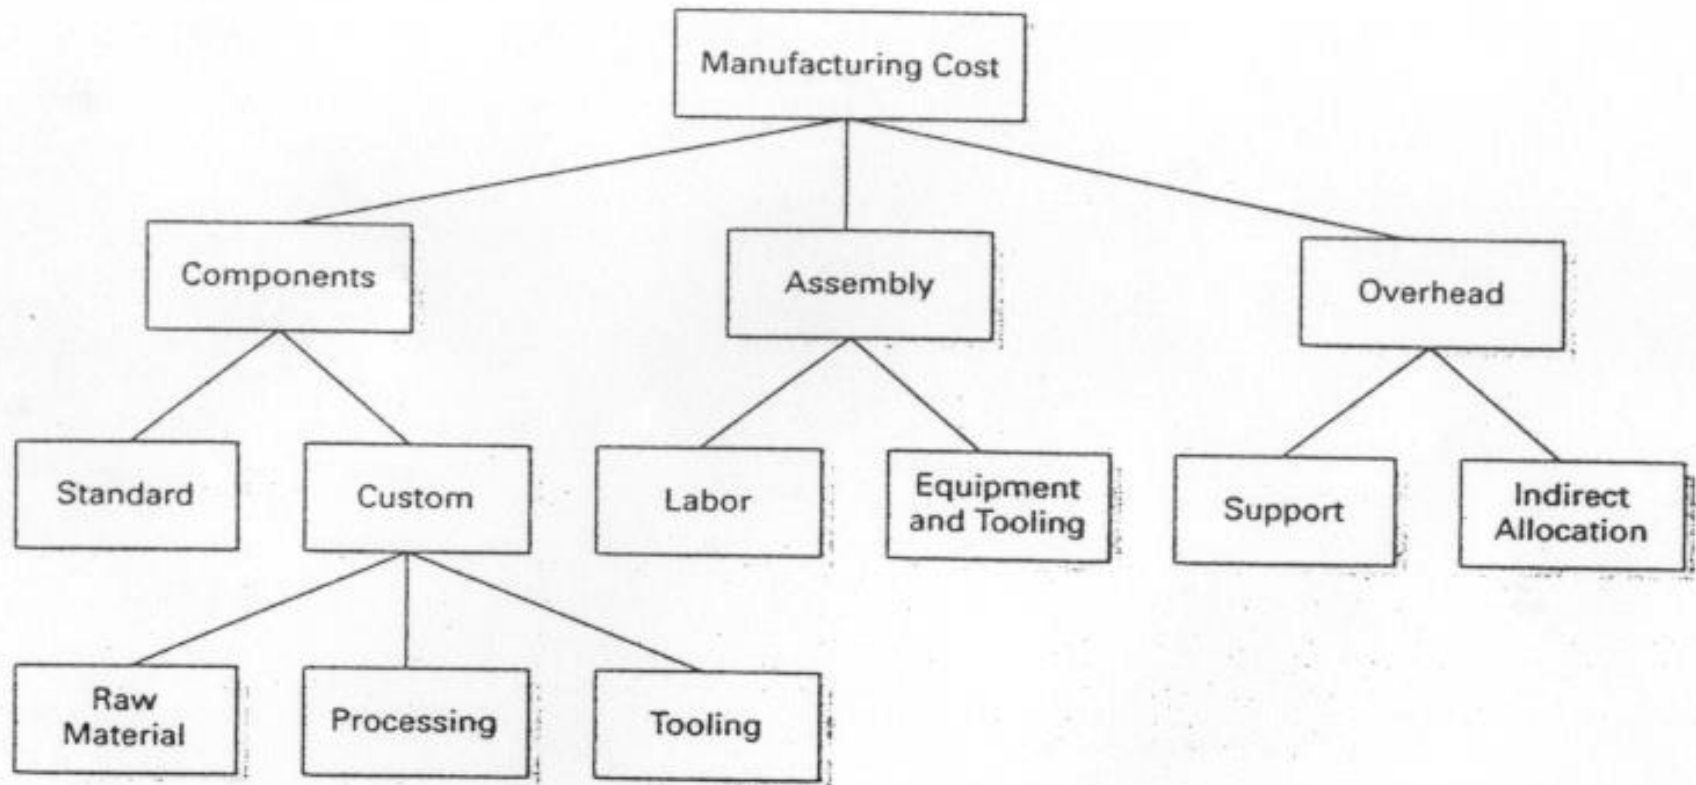 Manufacturing Cost
Components
Assembly
Overhead
Standard
Custom
Labor
Equipment
and Tooling
Support
Indirect
Allocation
Raw
Material
Processing
Tooling